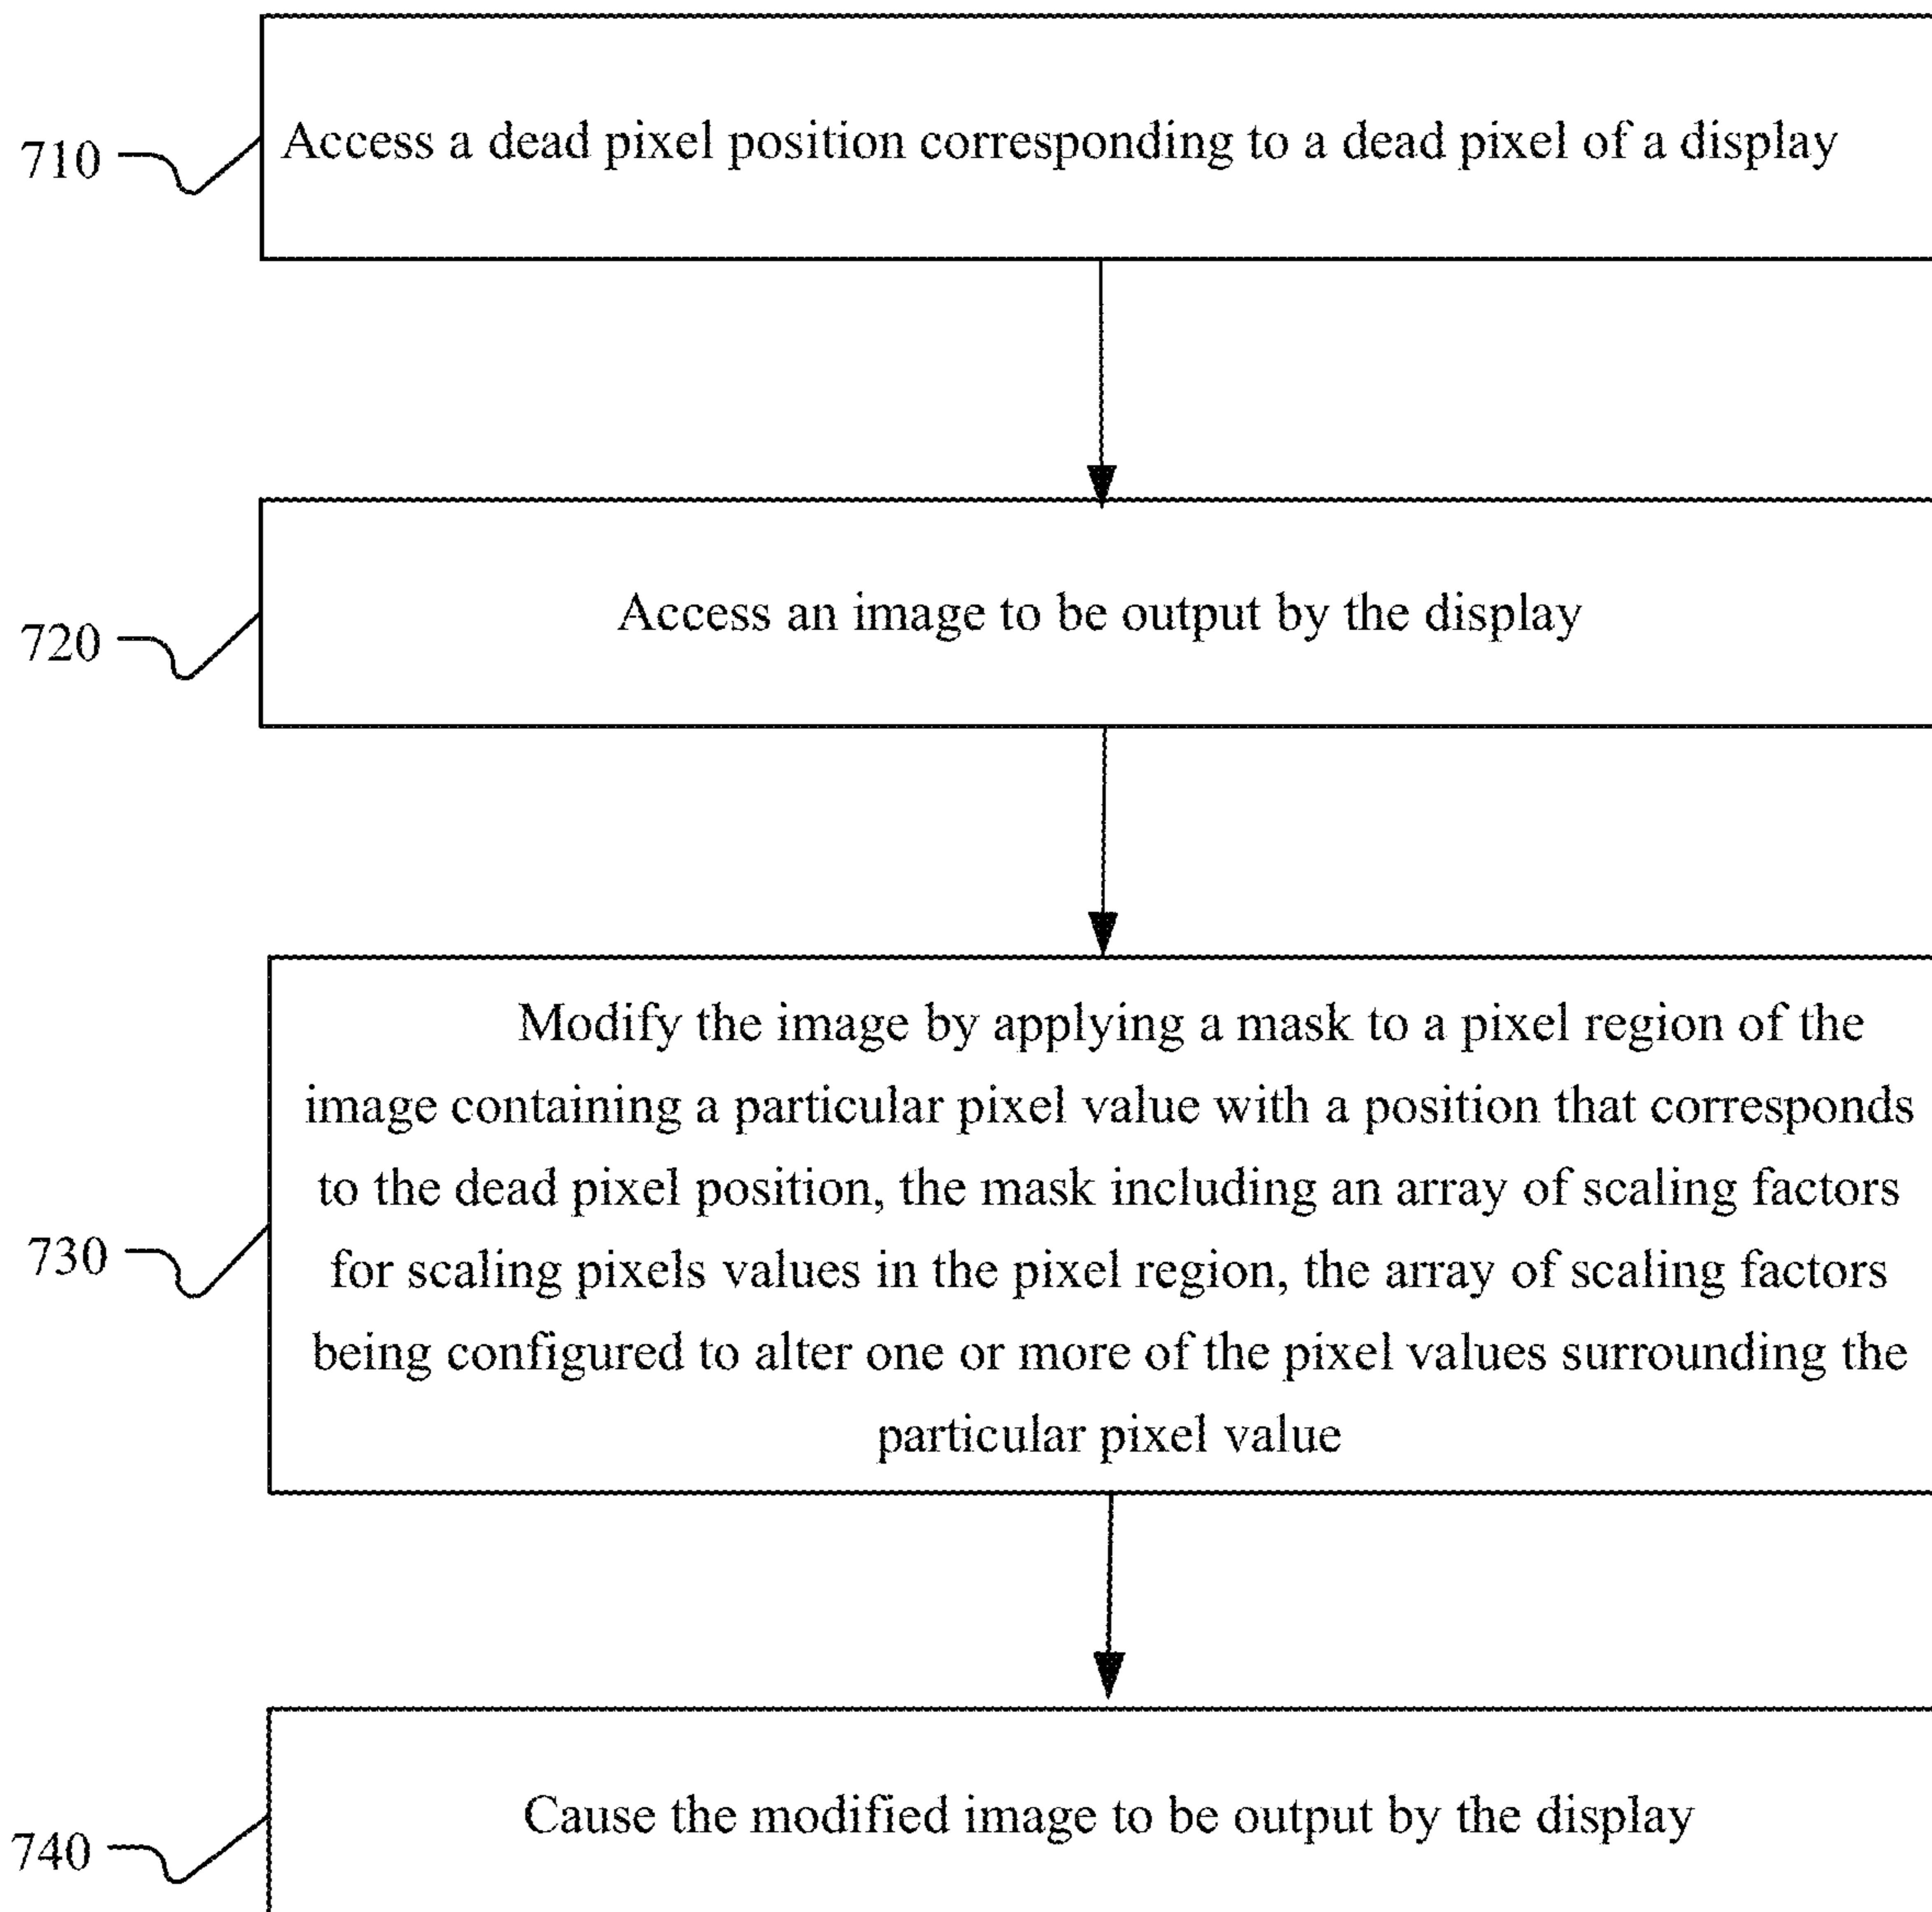 710
Access a dead pixel position corresponding to a dead pixel of a display
720
Access an image to be output by the display
Modify the image by applying a mask to a pixel region of the
image containing a particular pixel value with a position that corresponds
to the dead pixel position, the mask including an array of scaling factors
730
for scaling pixels values in the pixel region, the array of scaling factors
being configured to alter one or more of the pixel values surrounding the
particular pixel value
740
Cause the modified image to be output by the display